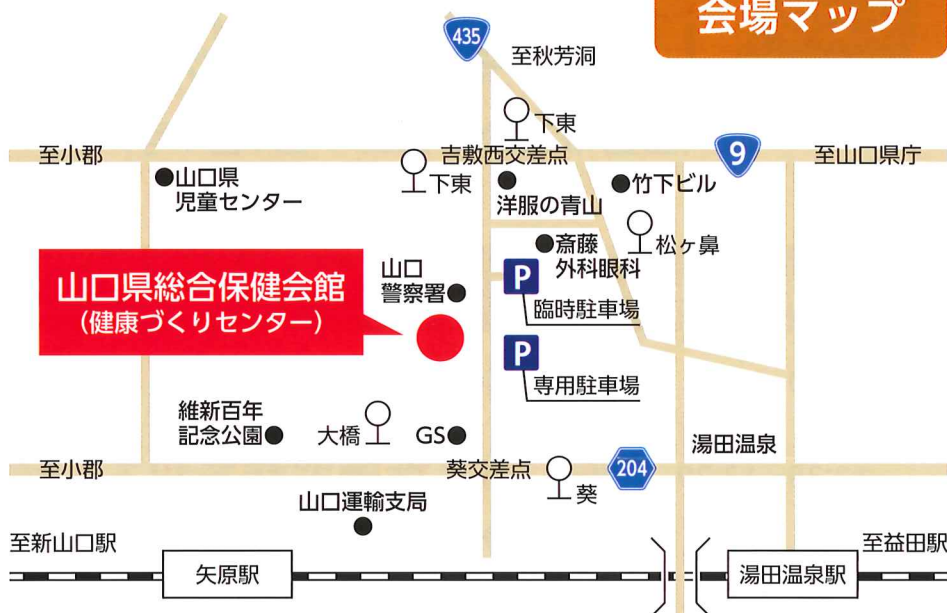 会場マップ
435
至秋芳洞
下東
至小郡
吉敷西交差点
9
至山口県庁
下東
山口県
児童センター
洋服の青山
竹下ビル
松ヶ鼻
斎藤
外科眼科
山口県総合保健会館
(健康づくりセンター)
山口
警察署
P
臨時駐車場
P
専用駐車場
維新百年
記念公園
大橋
GS
湯田温泉
至小郡
葵交差点
204
葵
山口運輸支局
至新山口駅
至益田駅
矢原駅
湯田温泉駅